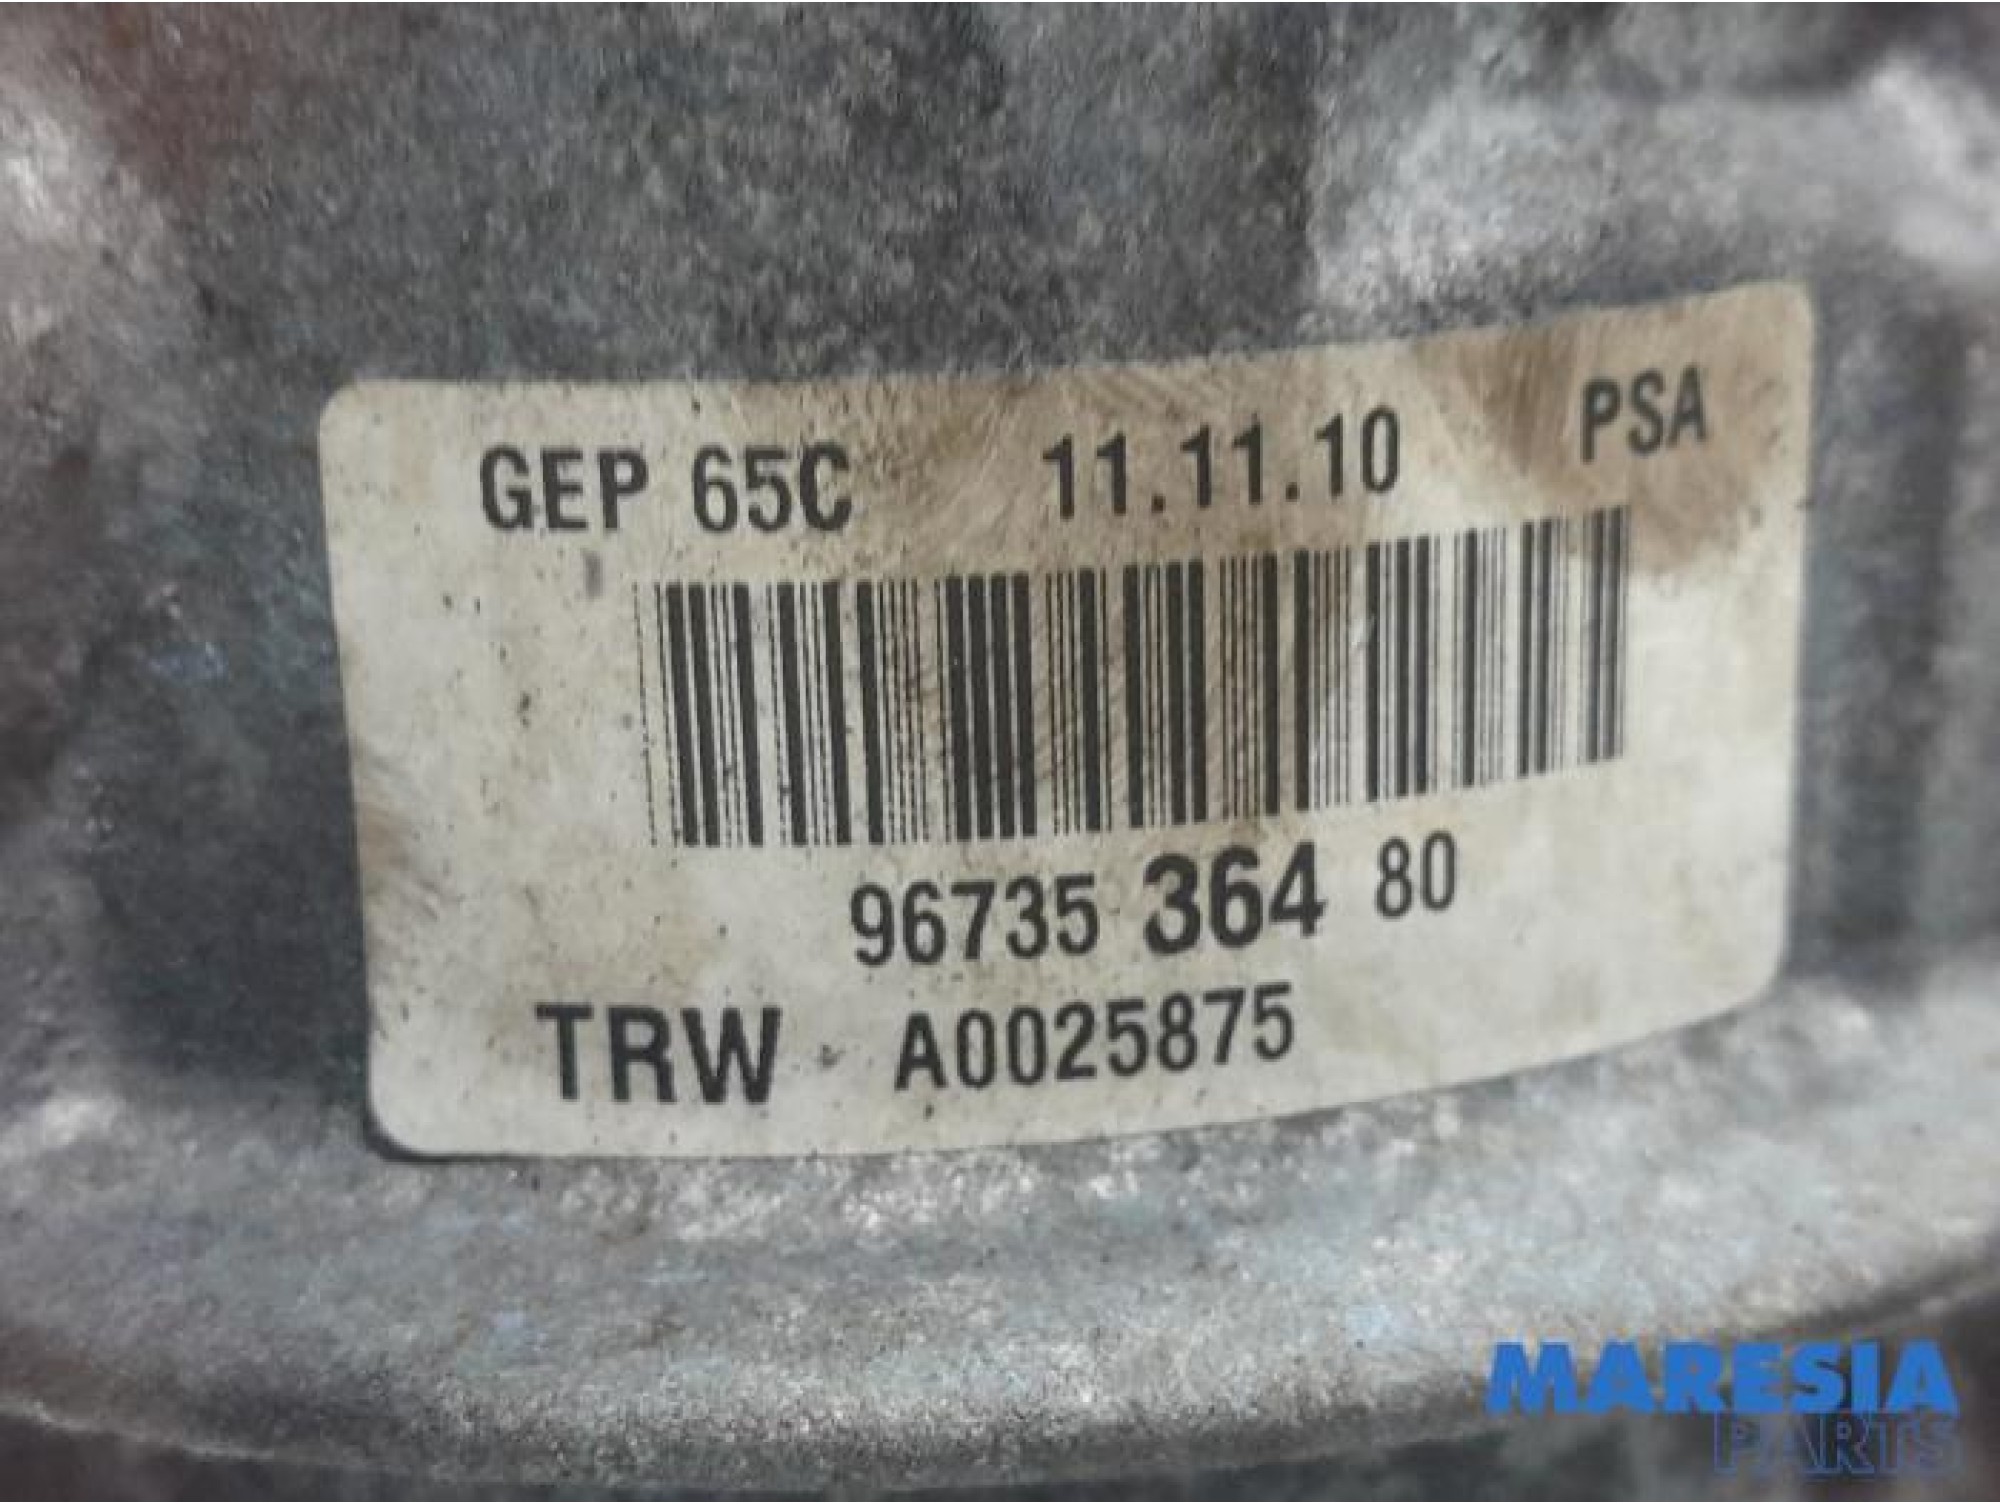 GEP 65C 11.11.10 PSA
96735 364 80
TRW A0025875
MARESIA
PARTS